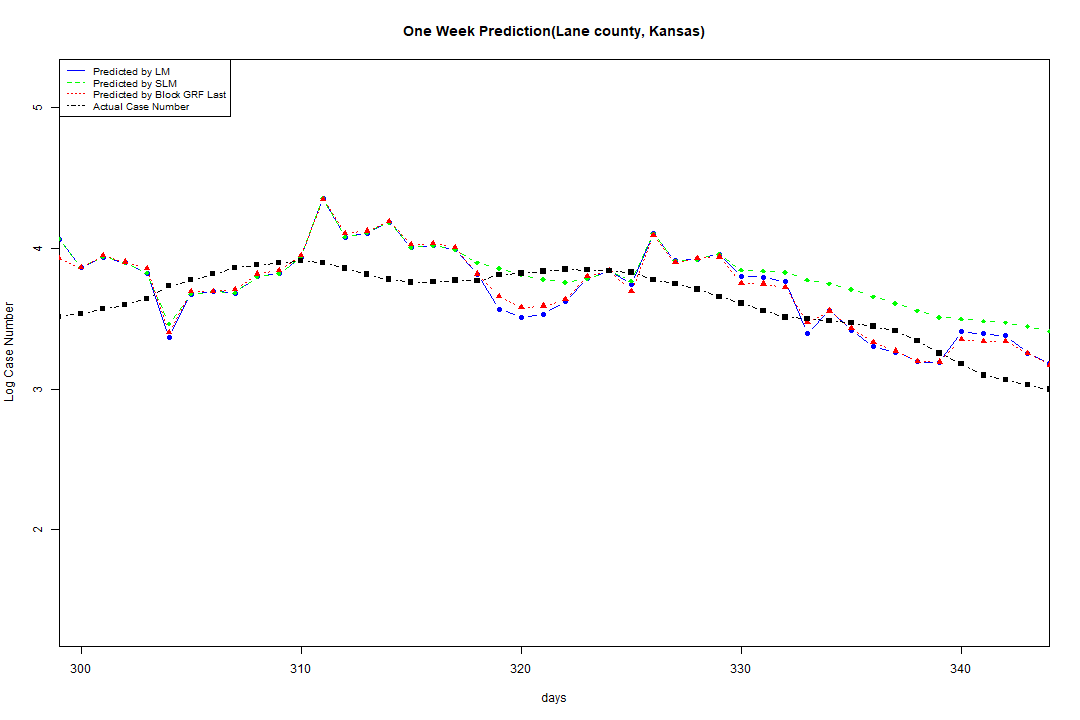 One Week Prediction(Lane county, Kansas)
Predicted by LM
Predicted by SLM
Predicted by Block GRF Last
Actual Case Number
5
4
3
2
Log Case Number
300 310 320 330 340
days